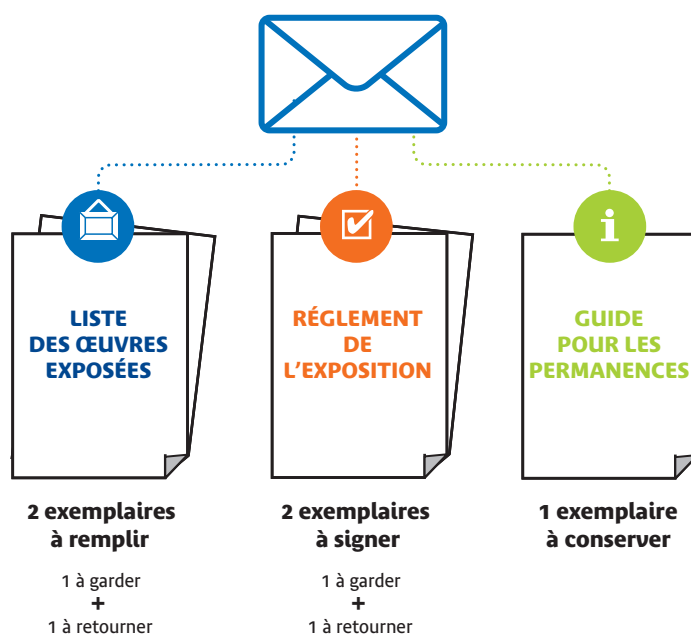 LISTE
DES ŒUVRES
EXPOSÉES
2 exemplaires
à remplir
1 à garder
+
1 à retourner
RÉGLEMENT
DE
L’EXPOSITION
2 exemplaires
à signer
1 à garder
+
1 à retourner
i
GUIDE
POUR LES
PERMANENCES
1 exemplaire
à conserver